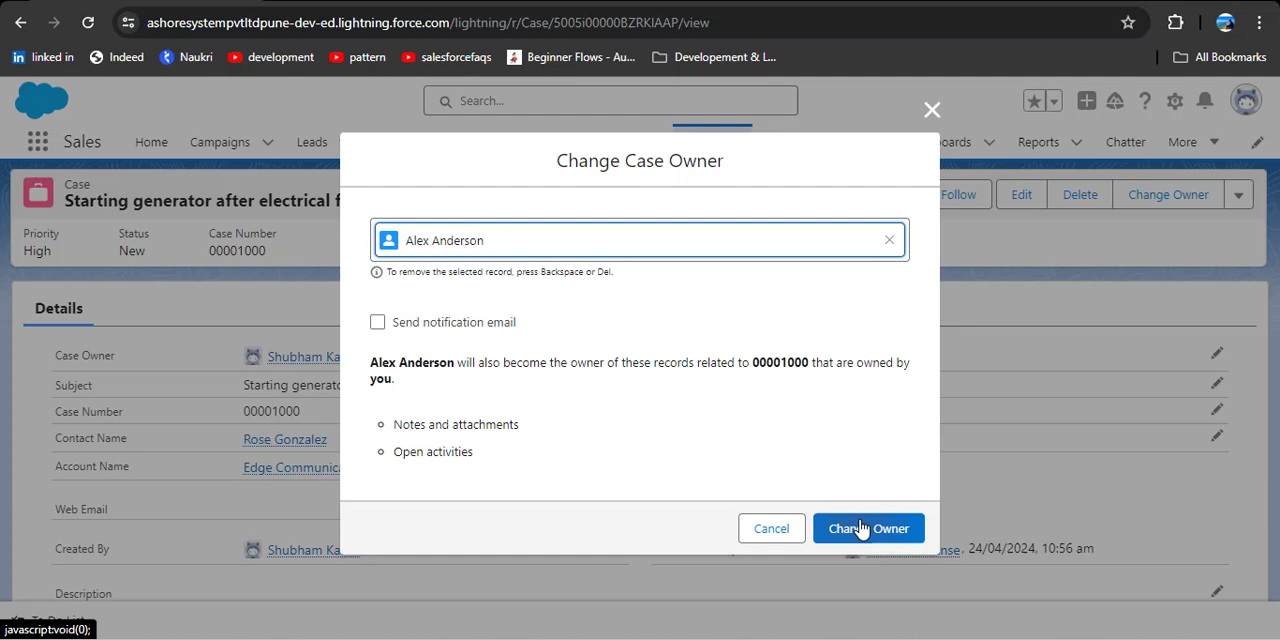 ashoresystempvtltdpune-dev-ed.lightning.force.com/lightning/r/Case/5005i00000BZRKIAAP/view
linked in Indeed Naukri development pattern salesforcefaqs Beginner Flows - Au... Developement & L... All Bookmarks
Search...
Sales Home Campaigns Leads boards Reports Chatter More
Case
Starting generator after electrical f
Follow Edit Delete Change Owner
Priority Status Case Number
High New 00001000
Change Case Owner
Alex Anderson
To remove the selected record, press Backspace or Del.
Send notification email
Alex Anderson will also become the owner of these records related to 00001000 that are owned by
you.
Notes and attachments
Open activities
Cancel Change Owner
Details
Case Owner Shubham Ka
Subject Starting generato
Case Number 00001000
Contact Name Rose Gonzalez
Account Name Edge Communica
Web Email
Created By Shubham Ka , 24/04/2024, 10:56 am
Description
To Do List
javascript:void(0);